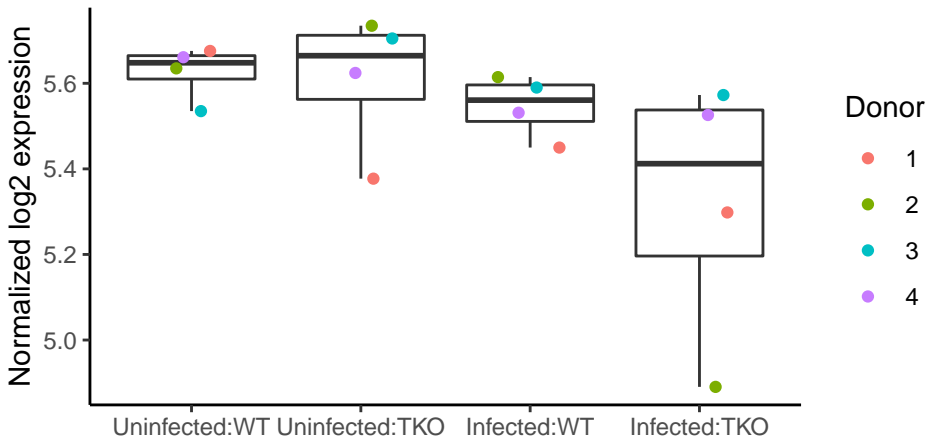 Normalized log2 expression
5.6
5.4
5.2
5.0
Uninfected:WT Uninfected:TKO Infected:WT Infected:TKO
Donor
1
2
3
4